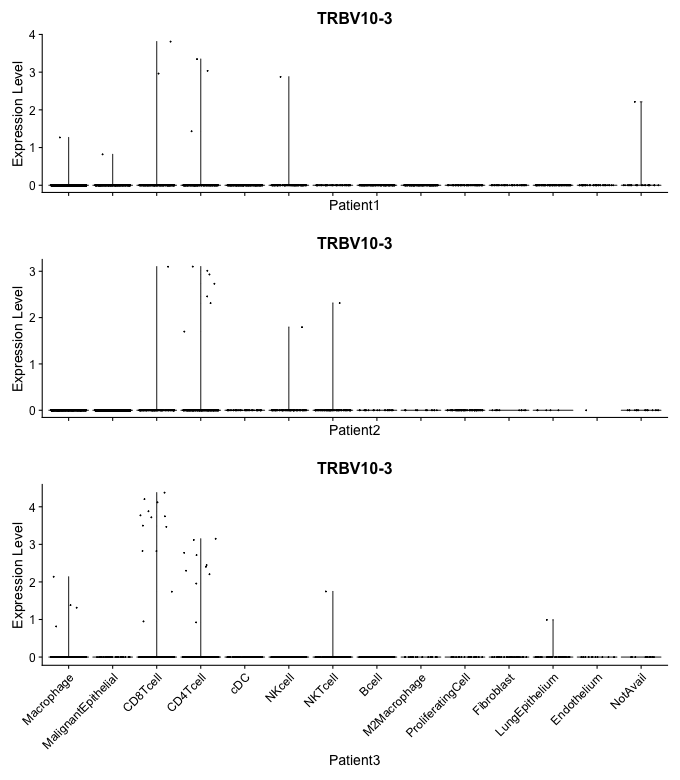 TRBV10-3
Expression Level
4
3
2
1
0
Patient1
TRBV10-3
Expression Level
3
2
1
0
Patient2
TRBV10-3
Expression Level
4
3
2
1
0
Macrophage
MalignantEpithelial
CD8Tcell
CD4Tcell
cDC
NKcell
NKTcell
Bcell
M2Macrophage
ProliferatingCell
Fibroblast
LungEpithelium
Endothelium
NotAvail
Patient3